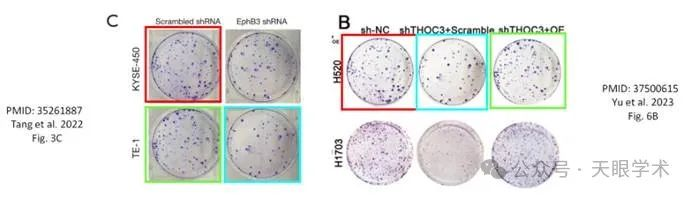 C
Scrambled shRNA EphB3 shRNA
KYSE-450
TE-1
PMID: 35261887
Tang et al. 2022
Fig. 3C
B
sh-NC shTHOC3+Scramble shTHOC3+OE
H520
H1703
PMID: 37500615
Yu et al. 2023
Fig. 6B
公众号·天眼学术